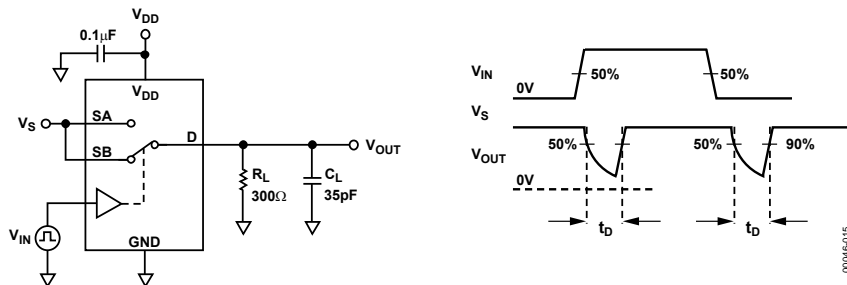 V_DD
0.1μF
V_DD
V_S
SA
SB
D
V_OUT
R_L
300Ω
C_L
35pF
V_IN
GND
V_IN
50%
50%
0V
V_S
V_OUT
50%
50%
90%
0V
t_D
t_D
00046-015